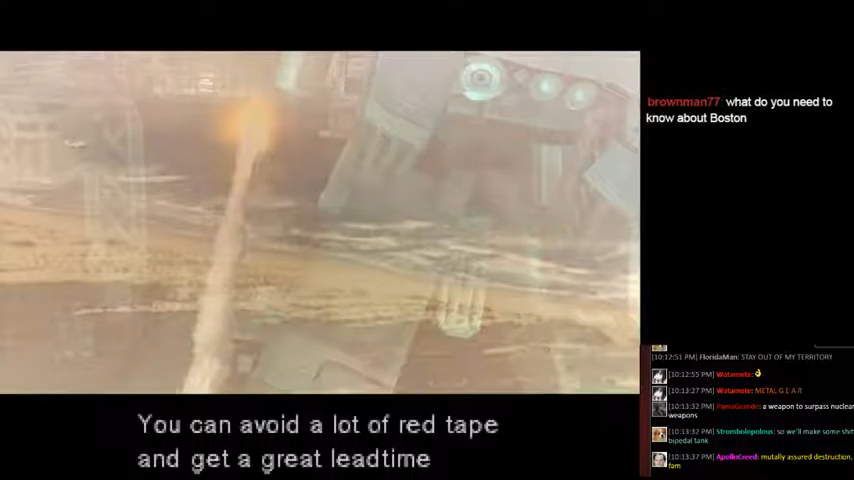 brownman77 what do you need to
know about Boston
[10:12:51 PM] FloridaMan: STAY OUT OF MY TERRITORY
[10:12:55 PM] Watamote: 👌
[10:13:27 PM] Watamote: METAL G E A R
[10:13:32 PM] a weapon to surpass nuclear
weapons
[10:13:32 PM] Strombolopolous: so we'll make some shit
bipedal tank
[10:13:37 PM] ApolloCreed: mutually assured destruction,
fam
You can avoid a lot of red tape
and get a great leadtime